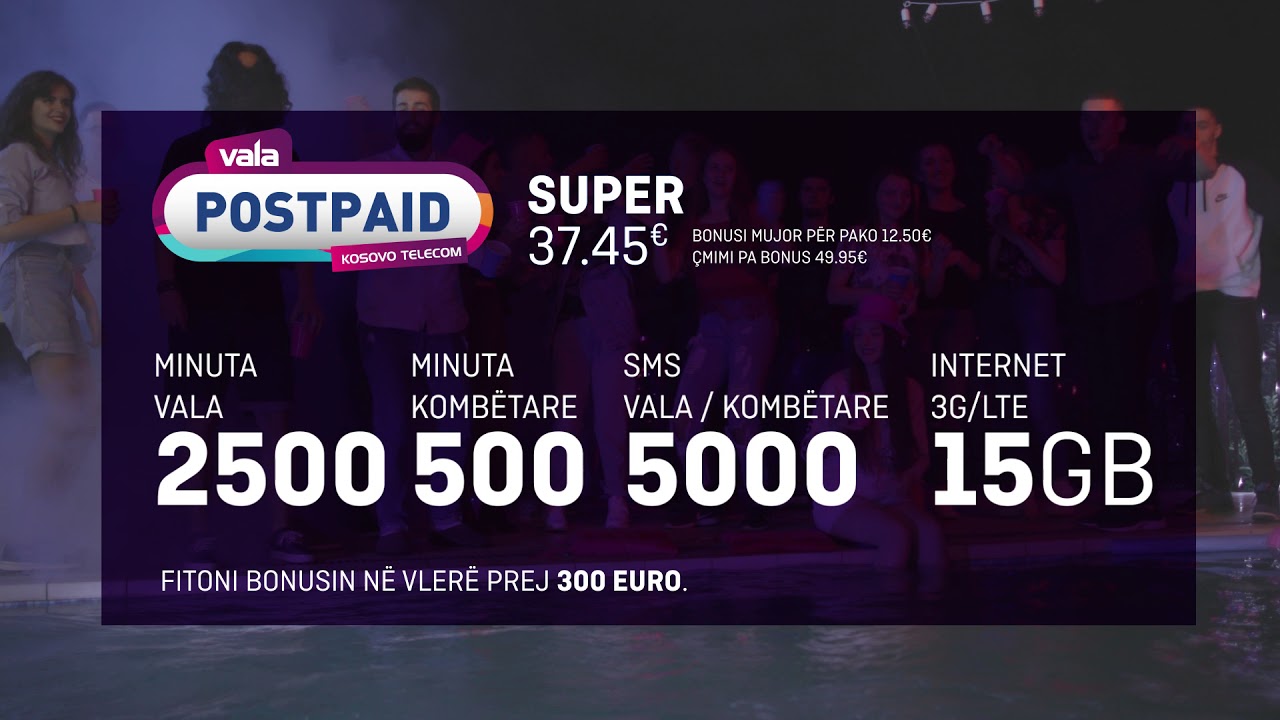 vala
POSTPAID
KOSOVO TELECOM
SUPER
37.45€
BONUSI MUJOR PËR PAKO 12.50€
ÇMIMI PA BONUS 49.95€
MINUTA
VALA
2500
MINUTA
KOMBËTARE
500
SMS
VALA / KOMBËTARE
5000
INTERNET
3G/LTE
15GB
FITONI BONUSIN NË VLERË PREJ 300 EURO.